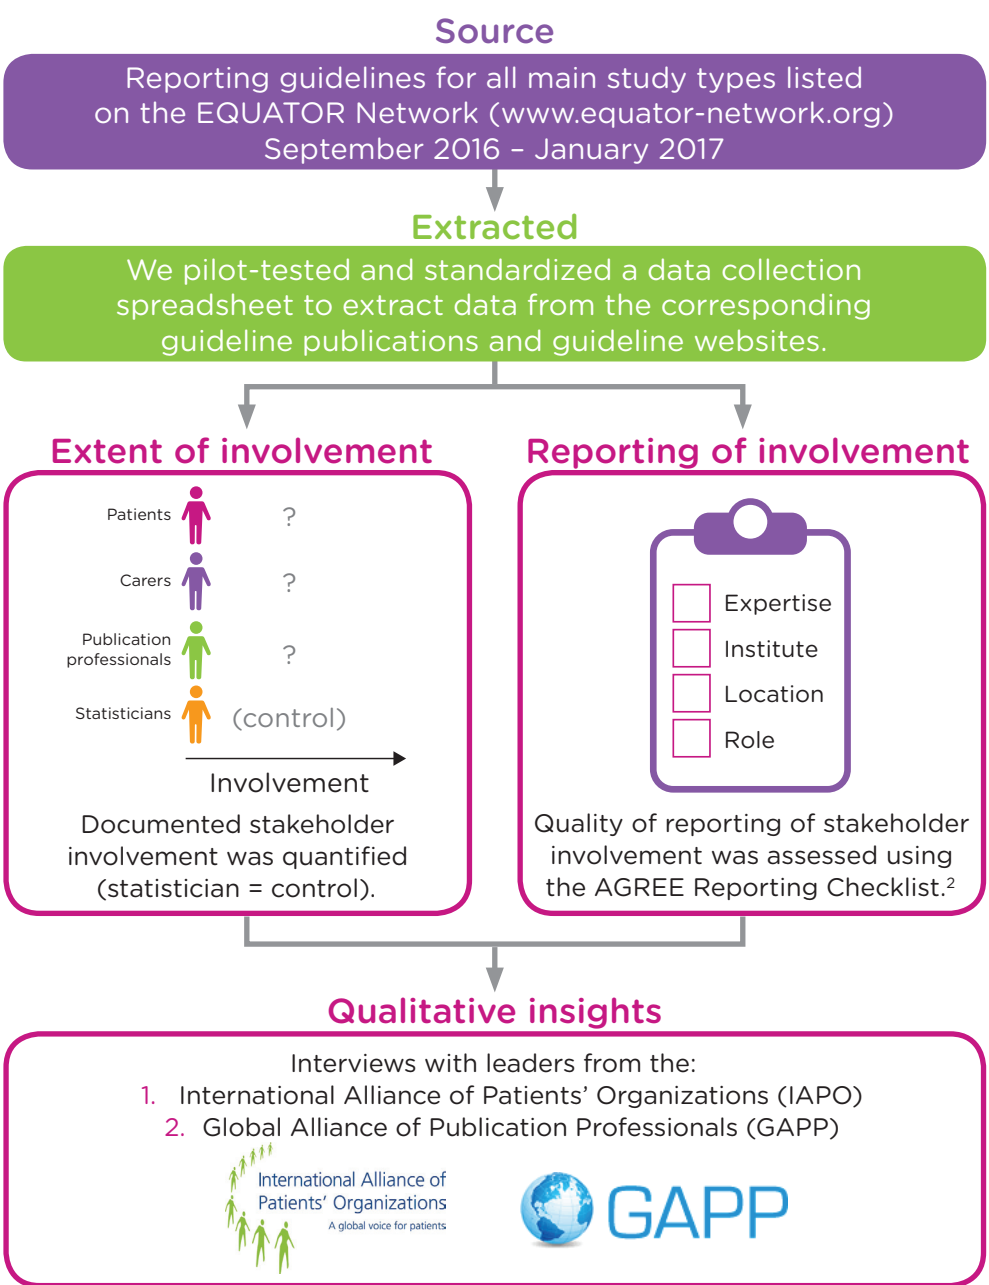 Source
Reporting guidelines for all main study types listed
on the EQUATOR Network (www.equator-network.org)
September 2016 – January 2017
Extracted
We pilot-tested and standardized a data collection
spreadsheet to extract data from the corresponding
guideline publications and guideline websites.
Extent of involvement
Patients ?
Carers ?
Publication
professionals ?
Statisticians (control)
Involvement
Documented stakeholder
involvement was quantified
(statistician = control).
Reporting of involvement
Expertise
Institute
Location
Role
Quality of reporting of stakeholder
involvement was assessed using
the AGREE Reporting Checklist.²
Qualitative insights
Interviews with leaders from the:
1. International Alliance of Patients’ Organizations (IAPO)
2. Global Alliance of Publication Professionals (GAPP)
International Alliance of
Patients’ Organizations
A global voice for patients
GAPP